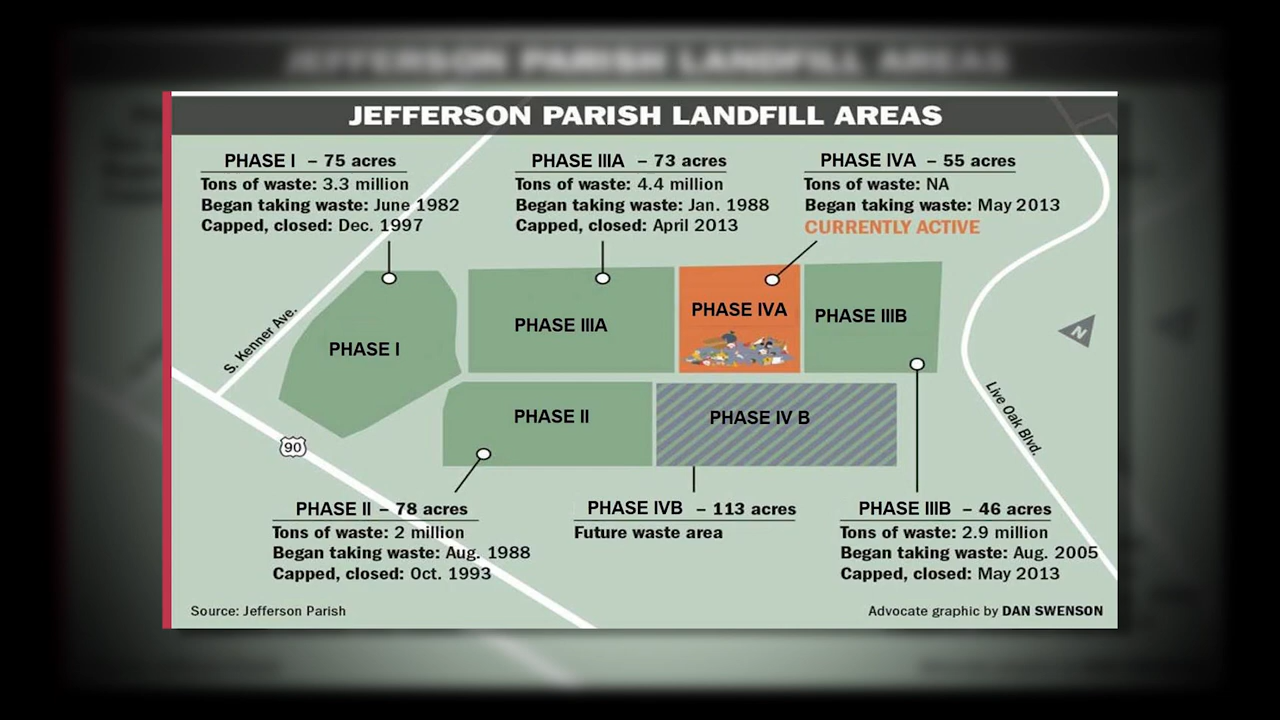 JEFFERSON PARISH LANDFILL AREAS
PHASE I – 75 acres
Tons of waste: 3.3 million
Began taking waste: June 1982
Capped, closed: Dec. 1997
PHASE IIIA – 73 acres
Tons of waste: 4.4 million
Began taking waste: Jan. 1988
Capped, closed: April 2013
PHASE IVA – 55 acres
Tons of waste: NA
Began taking waste: May 2013
CURRENTLY ACTIVE
S. Kenner Ave.
PHASE I
PHASE IIIA
PHASE IVA
PHASE IIIB
N
PHASE II
PHASE IV B
Live Oak Blvd.
90
PHASE II – 78 acres
Tons of waste: 2 million
Began taking waste: Aug. 1988
Capped, closed: Oct. 1993
PHASE IVB – 113 acres
Future waste area
PHASE IIIB – 46 acres
Tons of waste: 2.9 million
Began taking waste: Aug. 2005
Capped, closed: May 2013
Source: Jefferson Parish
Advocate graphic by DAN SWENSON